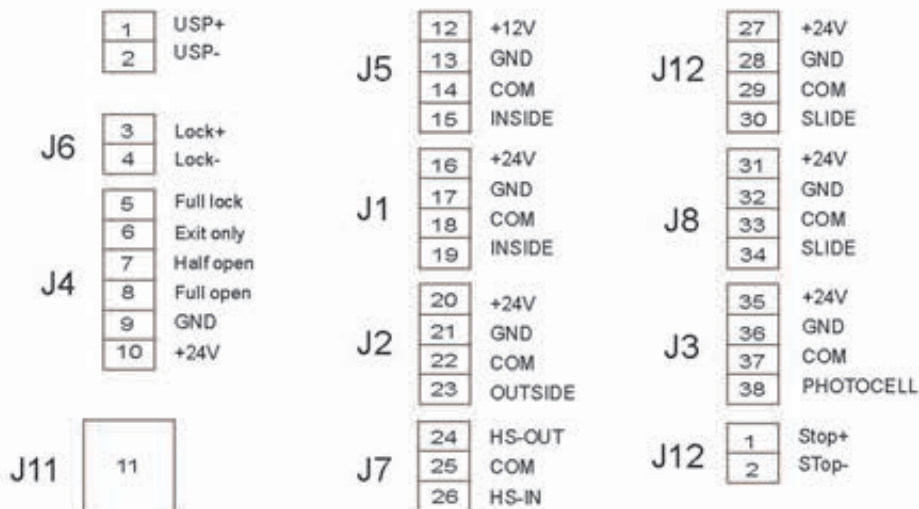 1 USP+
2 USP-
J6
3 Lock+
4 Lock-
J4
5 Full lock
6 Exit only
7 Half open
8 Full open
9 GND
10 +24V
J11
11
J5
12 +12V
13 GND
14 COM
15 INSIDE
J1
16 +24V
17 GND
18 COM
19 INSIDE
J2
20 +24V
21 GND
22 COM
23 OUTSIDE
J7
24 HS-OUT
25 COM
26 HS-IN
J12
27 +24V
28 GND
29 COM
30 SLIDE
J8
31 +24V
32 GND
33 COM
34 SLIDE
J3
35 +24V
36 GND
37 COM
38 PHOTOCELL
J12
1 Stop+
2 STop-